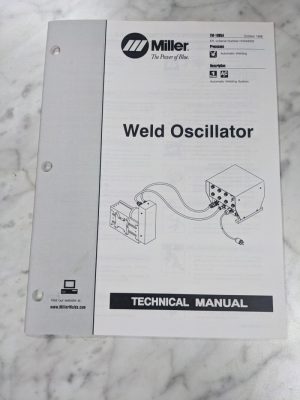 Miller
The Power of Blue.
October 1998
Processes
Automatic Welding
Description
Automatic Welding System
Weld Oscillator
Visit our website at
www.MillerWelds.com
TECHNICAL MANUAL